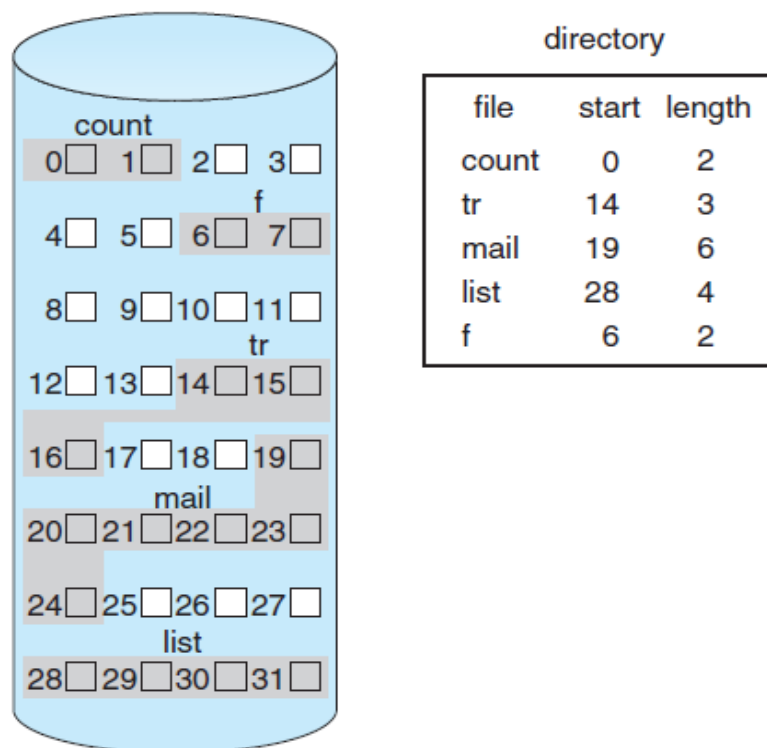 count
0 1 2 3
f
4 5 6 7
8 9 10 11
tr
12 13 14 15
16 17 18 19
mail
20 21 22 23
24 25 26 27
list
28 29 30 31
directory
file start length
count 0 2
tr 14 3
mail 19 6
list 28 4
f 6 2